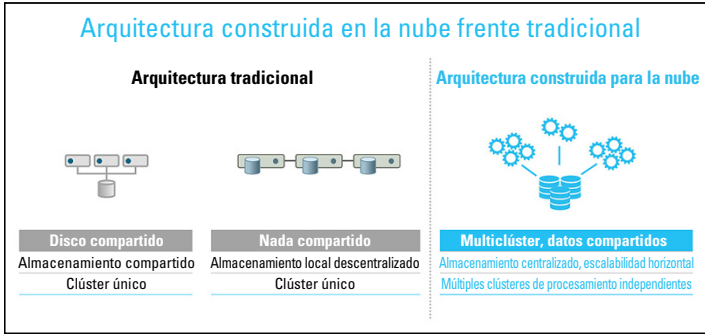 Arquitectura construida en la nube frente tradicional
Arquitectura tradicional
Disco compartido
Almacenamiento compartido
Clúster único
Nada compartido
Almacenamiento local descentralizado
Clúster único
Arquitectura construida para la nube
Multiclúster, datos compartidos
Almacenamiento centralizado, escalabilidad horizontal
Múltiples clústeres de procesamiento independientes